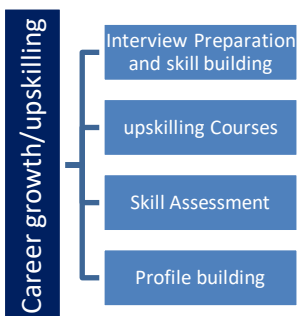 Career growth/upskilling
Interview Preparation
and skill building
upskilling Courses
Skill Assessment
Profile building